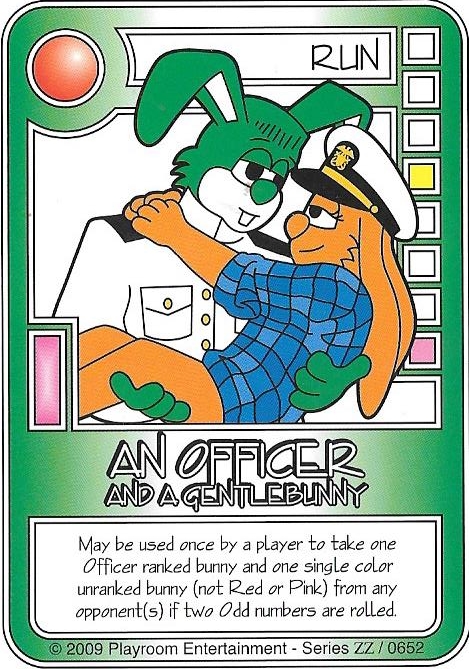 RUN
AN OFFICER
AND A GENTLEBUNNY
May be used once by a player to take one
Officer ranked bunny and one single color
unranked bunny (not Red or Pink) from any
opponent(s) if two Odd numbers are rolled.
© 2009 Playroom Entertainment - Series ZZ / 0652